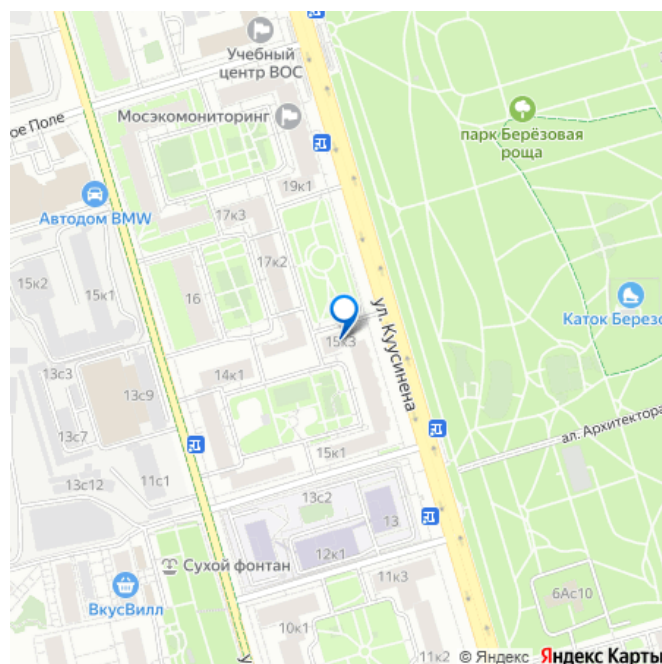 Учебный
центр ВОС
ое Поле
Мосэкомониторинг
парк Берёзовая
роща
19к1
Автодом BMW
17к3
17к2
15к2
15к1
16
Каток Березо
ул. Куусинена
15к3
13с3
14к1
13с9
ал. Архитектора
13с7
15к1
11с1
13с12
13с2
13
12к1
Сухой фонтан
11к3
ВкусВилл
6Ас10
10к1
у
11к2
© Яндекс
Яндекс Карты